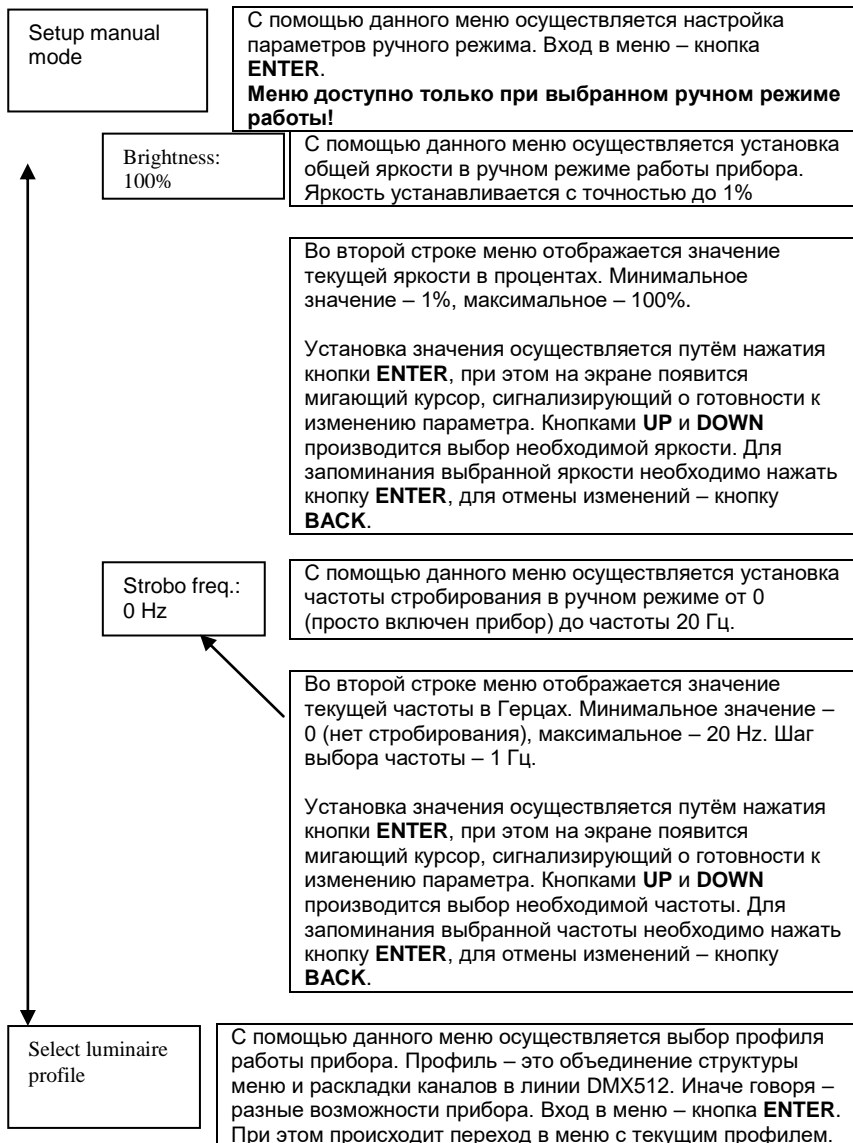 Setup manual
mode
С помощью данного меню осуществляется настройка
параметров ручного режима. Вход в меню – кнопка
ENTER.
Меню доступно только при выбранном ручном режиме
работы!
Brightness:
100%
С помощью данного меню осуществляется установка
общей яркости в ручном режиме работы прибора.
Яркость устанавливается с точностью до 1%
Во второй строке меню отображается значение
текущей яркости в процентах. Минимальное
значение – 1%, максимальное – 100%.
Установка значения осуществляется путём нажатия
кнопки ENTER, при этом на экране появится
мигающий курсор, сигнализирующий о готовности к
изменению параметра. Кнопками UP и DOWN
производится выбор необходимой яркости. Для
запоминания выбранной яркости необходимо нажать
кнопку ENTER, для отмены изменений – кнопку
BACK.
Strobo freq.:
0 Hz
С помощью данного меню осуществляется установка
частоты стробирования в ручном режиме от 0
(просто включен прибор) до частоты 20 Гц.
Во второй строке меню отображается значение
текущей частоты в Герцах. Минимальное значение –
0 (нет стробирования), максимальное – 20 Hz. Шаг
выбора частоты – 1 Гц.
Установка значения осуществляется путём нажатия
кнопки ENTER, при этом на экране появится
мигающий курсор, сигнализирующий о готовности к
изменению параметра. Кнопками UP и DOWN
производится выбор необходимой частоты. Для
запоминания выбранной частоты необходимо нажать
кнопку ENTER, для отмены изменений – кнопку
BACK.
Select luminaire
profile
С помощью данного меню осуществляется выбор профиля
работы прибора. Профиль – это объединение структуры
меню и раскладки каналов в линии DMX512. Иначе говоря –
разные возможности прибора. Вход в меню – кнопка ENTER.
При этом происходит переход в меню с текущим профилем.